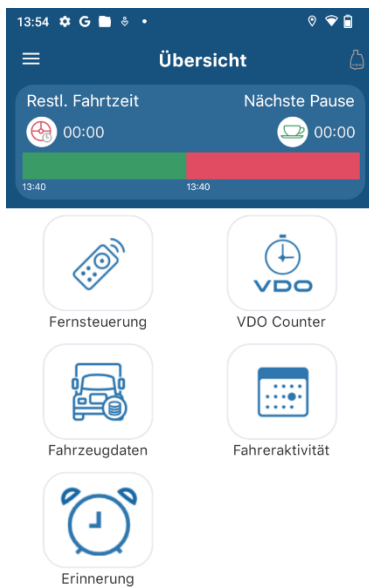 13:54 G
Übersicht
Restl. Fahrtzeit Nächste Pause
00:00 00:00
13:40 13:40
VDO
Fernsteuerung VDO Counter
Fahrzeugdaten Fahreraktivität
Erinnerung